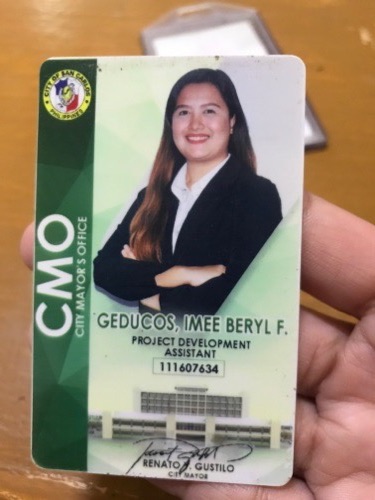 CITY OF SAN CARLOS
PHILIPPINES
CMO
CITY MAYOR'S OFFICE
GEDUCOS, IMEE BERYL F.
PROJECT DEVELOPMENT
ASSISTANT
111607634
RENATO Y. GUSTILO
CITY MAYOR